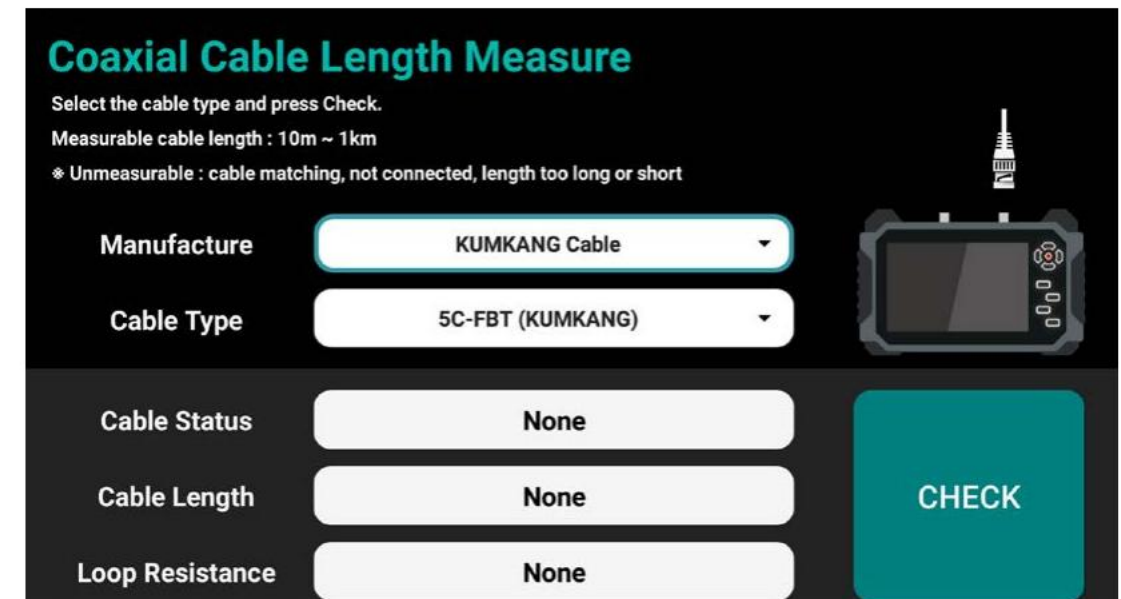 Coaxial Cable Length Measure
Select the cable type and press Check.
Measurable cable length : 10m ~ 1km
※ Unmeasurable : cable matching, not connected, length too long or short
Manufacture
KUMKANG Cable
Cable Type
5C-FBT (KUMKANG)
Cable Status
None
Cable Length
None
CHECK
Loop Resistance
None